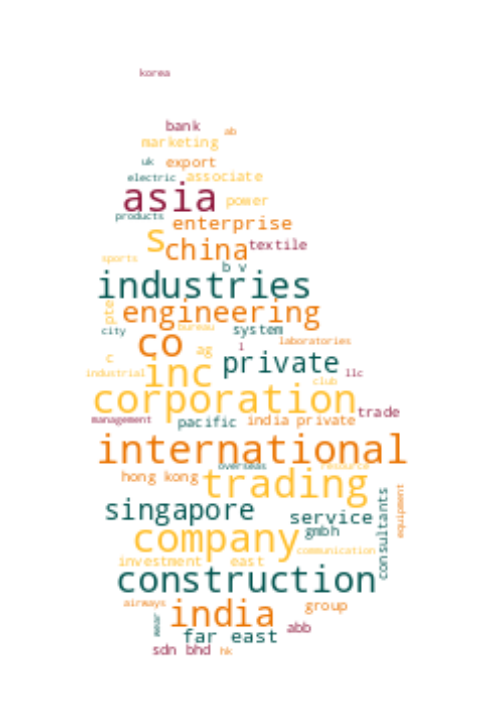 korea
bank
ab
marketing
uk export
electric associate
asia power
products
enterprise
s china textile
sports
b v
industries
pte engineering
city bureau system
co ag l laboratories
c private
industrial inc llc
club
corporation trade
management pacific india private
international
overseas resource
hong kong trading
consultants equipment
singapore service
gmbh
company communication
investment east
construction
airways india group
wear far east abb
sdn bhd hk